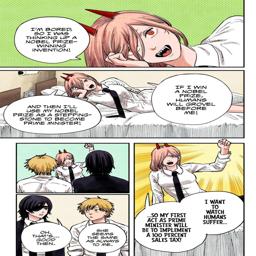 I'M BORED,
SO I WAS
THINKING UP A
NOBEL PRIZE-
WINNING
INVENTION!
IF I WIN
A NOBEL
PRIZE,
HUMANS
WILL GROVEL
BEFORE
ME!
AND THEN I'LL
USE MY NOBEL
PRIZE AS A STEPPING-
STONE TO BECOME
PRIME MINISTER!
I WANT
TO
WATCH
HUMANS
SUFFER...
...SO MY FIRST
ACT AS PRIME
MINISTER WILL
BE TO IMPLEMENT
A 100 PERCENT
SALES TAX!
SHE
SEEMS THE
SAME
AS ALWAYS
TO ME.
OH,
THAT'S...
GOOD
THEN.